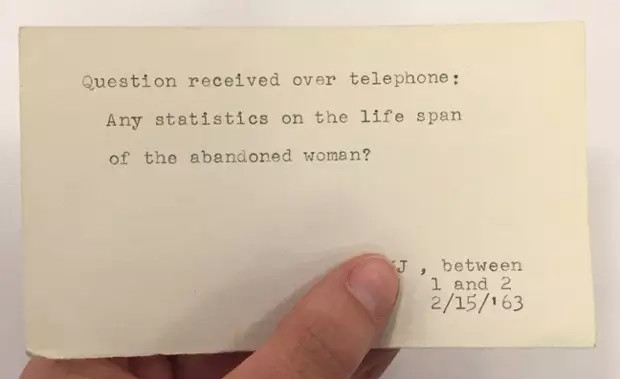 Question received over telephone:
Any statistics on the life span
of the abandoned woman?
J , between
1 and 2
2/15/'63